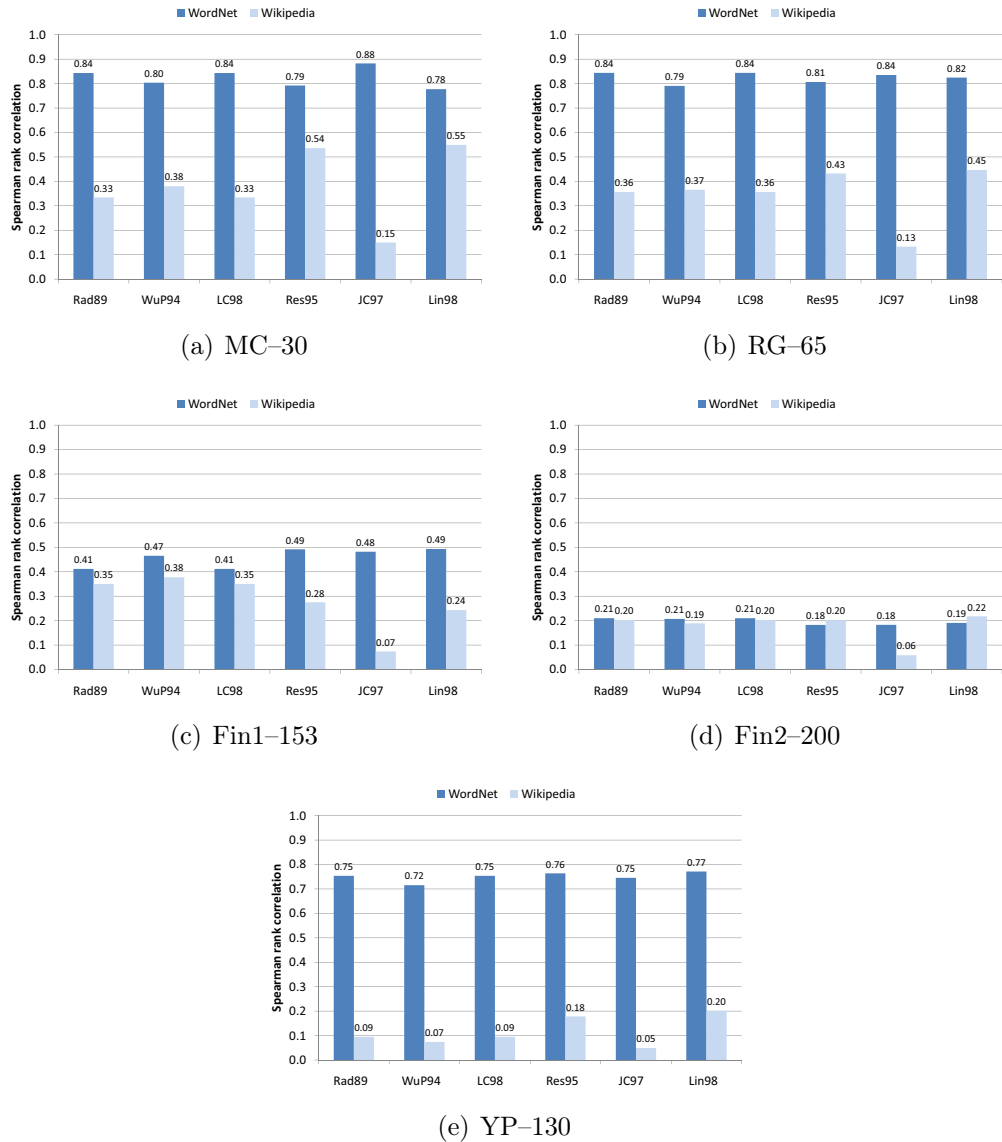 WordNet Wikipedia
Spearman rank correlation
1.0
0.9
0.8
0.7
0.6
0.5
0.4
0.3
0.2
0.1
0.0
0.84 0.80 0.84 0.79 0.88 0.78
0.33 0.38 0.33 0.54 0.15 0.55
Rad89 WuP94 LC98 Res95 JC97 Lin98
(a) MC–30
WordNet Wikipedia
Spearman rank correlation
1.0
0.9
0.8
0.7
0.6
0.5
0.4
0.3
0.2
0.1
0.0
0.84 0.79 0.84 0.81 0.84 0.82
0.36 0.37 0.36 0.43 0.13 0.45
Rad89 WuP94 LC98 Res95 JC97 Lin98
(b) RG–65
WordNet Wikipedia
Spearman rank correlation
1.0
0.9
0.8
0.7
0.6
0.5
0.4
0.3
0.2
0.1
0.0
0.41 0.47 0.41 0.49 0.48 0.49
0.35 0.38 0.35 0.28 0.07 0.24
Rad89 WuP94 LC98 Res95 JC97 Lin98
(c) Fin1–153
WordNet Wikipedia
Spearman rank correlation
1.0
0.9
0.8
0.7
0.6
0.5
0.4
0.3
0.2
0.1
0.0
0.21 0.21 0.21 0.18 0.18 0.19
0.20 0.19 0.20 0.20 0.06 0.22
Rad89 WuP94 LC98 Res95 JC97 Lin98
(d) Fin2–200
WordNet Wikipedia
Spearman rank correlation
1.0
0.9
0.8
0.7
0.6
0.5
0.4
0.3
0.2
0.1
0.0
0.75 0.72 0.75 0.76 0.75 0.77
0.09 0.07 0.09 0.18 0.05 0.20
Rad89 WuP94 LC98 Res95 JC97 Lin98
(e) YP–130